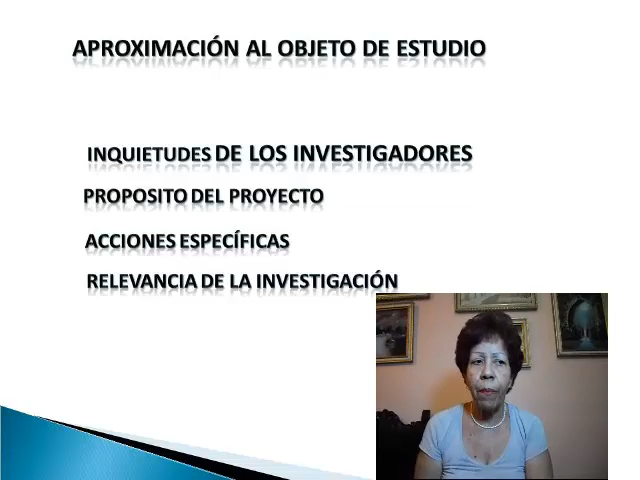 APROXIMACIÓN AL OBJETO DE ESTUDIO
INQUIETUDES DE LOS INVESTIGADORES
PROPOSITO DEL PROYECTO
ACCIONES ESPECÍFICAS
RELEVANCIA DE LA INVESTIGACIÓN